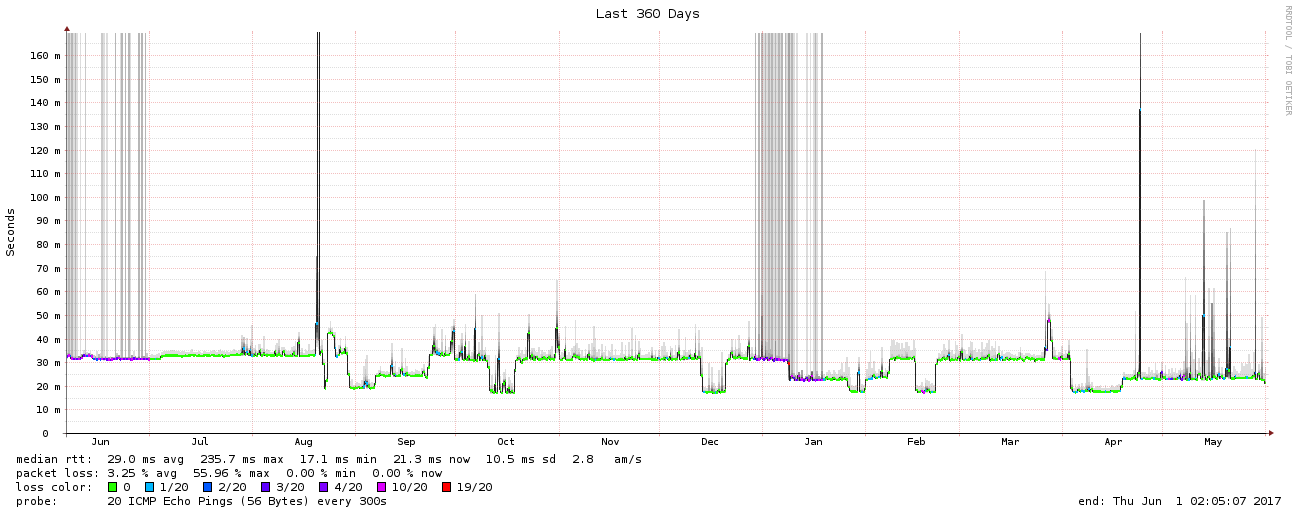 Last 360 Days
RRDTOOL / TOBI OETIKER
Seconds
160 m
150 m
140 m
130 m
120 m
110 m
100 m
90 m
80 m
70 m
60 m
50 m
40 m
30 m
20 m
10 m
0
Jun Jul Aug Sep Oct Nov Dec Jan Feb Mar Apr May
median rtt: 29.0 ms avg 235.7 ms max 17.1 ms min 21.3 ms now 10.5 ms sd 2.8 am/s
packet loss: 3.25 % avg 55.96 % max 0.00 % min 0.00 % now
loss color: 0 1/20 2/20 3/20 4/20 10/20 19/20
probe: 20 ICMP Echo Pings (56 Bytes) every 300s end: Thu Jun 1 02:05:07 2017